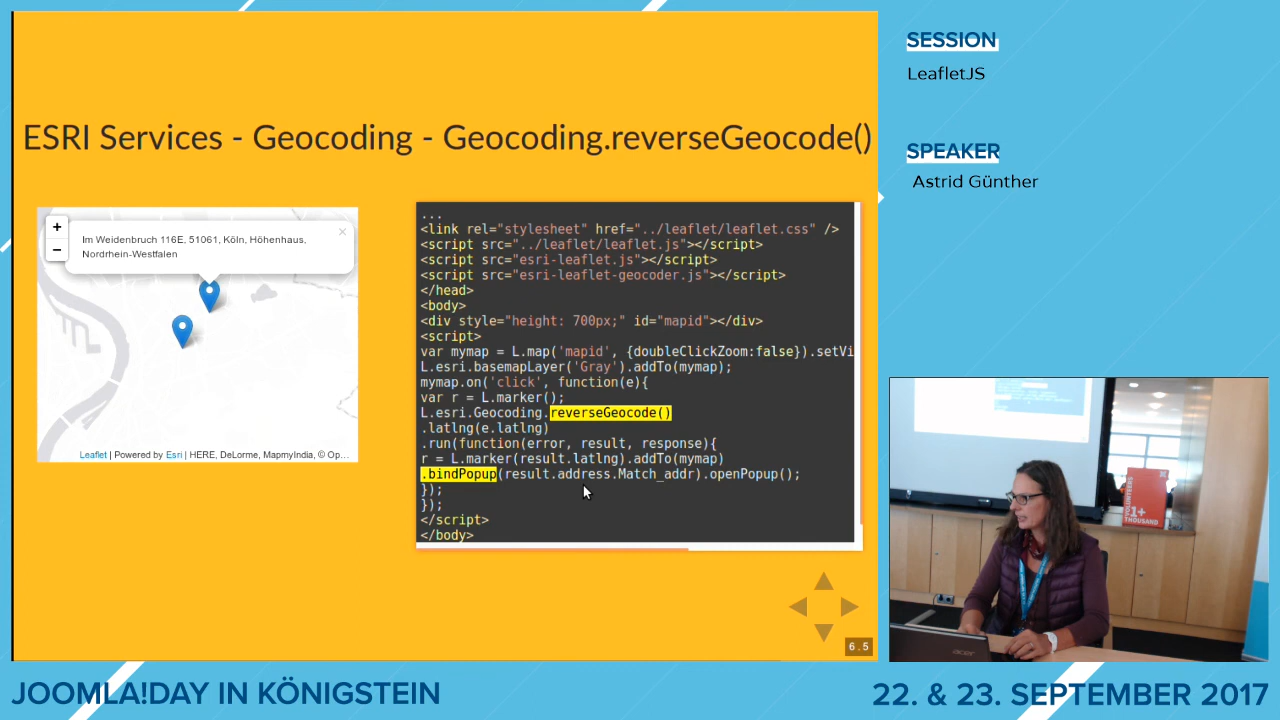 ESRI Services - Geocoding - Geocoding.reverseGeocode()
+
−
Im Weidenbruch 116E, 51061, Köln, Höhenhaus,
Nordrhein-Westfalen
×
Leaflet | Powered by Esri | HERE, DeLorme, MapmyIndia, © Op...
...
<link rel="stylesheet" href="../leaflet/leaflet.css" />
<script src="../leaflet/leaflet.js"></script>
<script src="esri-leaflet.js"></script>
<script src="esri-leaflet-geocoder.js"></script>
</head>
<body>
<div style="height: 700px;" id="mapid"></div>
<script>
var mymap = L.map('mapid', {doubleClickZoom:false}).setVi
L.esri.basemapLayer('Gray').addTo(mymap);
mymap.on('click', function(e){
var r = L.marker();
L.esri.Geocoding.reverseGeocode()
.latlng(e.latlng)
.run(function(error, result, response){
r = L.marker(result.latlng).addTo(mymap)
.bindPopup(result.address.Match_addr).openPopup();
});
});
</script>
</body>
6.5
SESSION
LeafletJS
SPEAKER
Astrid Günther
VOLUNTEERS
1+
THOUSAND
acer
JOOMLA!DAY IN KÖNIGSTEIN
22. & 23. SEPTEMBER 2017